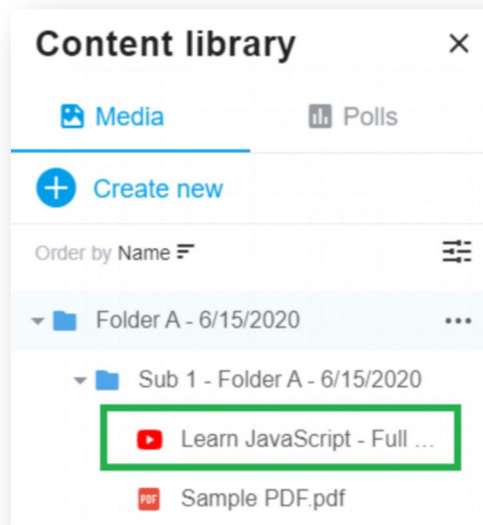 Content library
Media
Polls
Create new
Order by Name
Folder A - 6/15/2020
Sub 1 - Folder A - 6/15/2020
Learn JavaScript - Full ...
PDF Sample PDF.pdf